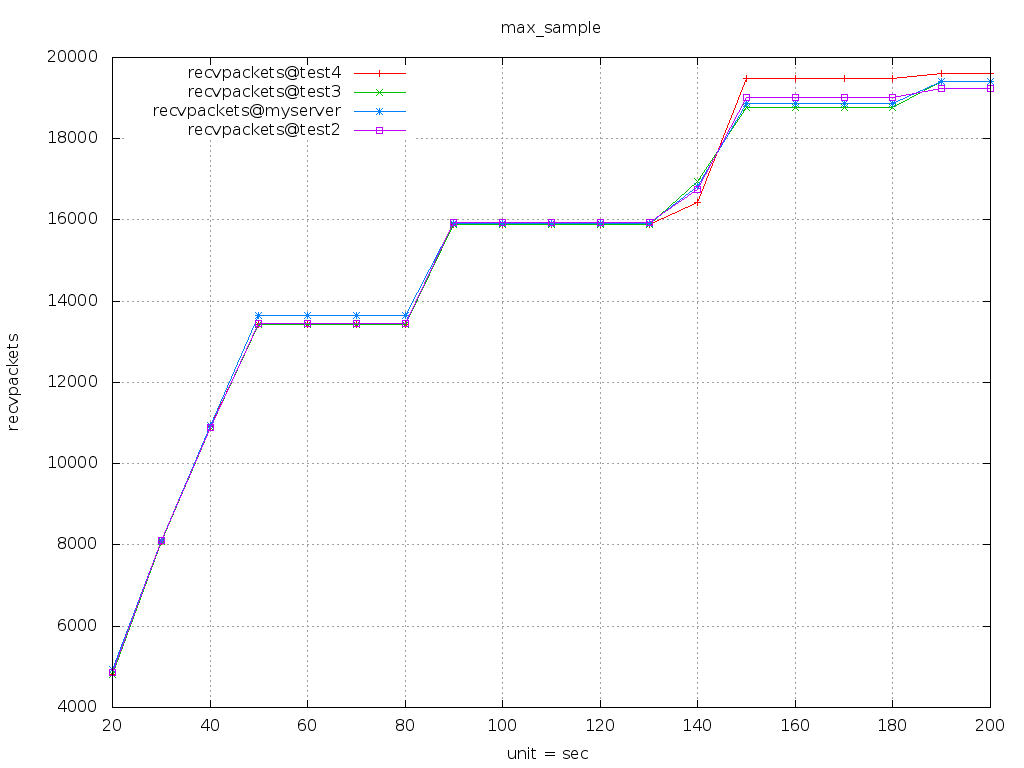 max_sample
recvpackets@test4
recvpackets@test3
recvpackets@myserver
recvpackets@test2
20000
18000
16000
14000
12000
10000
8000
6000
4000
recvpackets
20 40 60 80 100 120 140 160 180 200
unit = sec